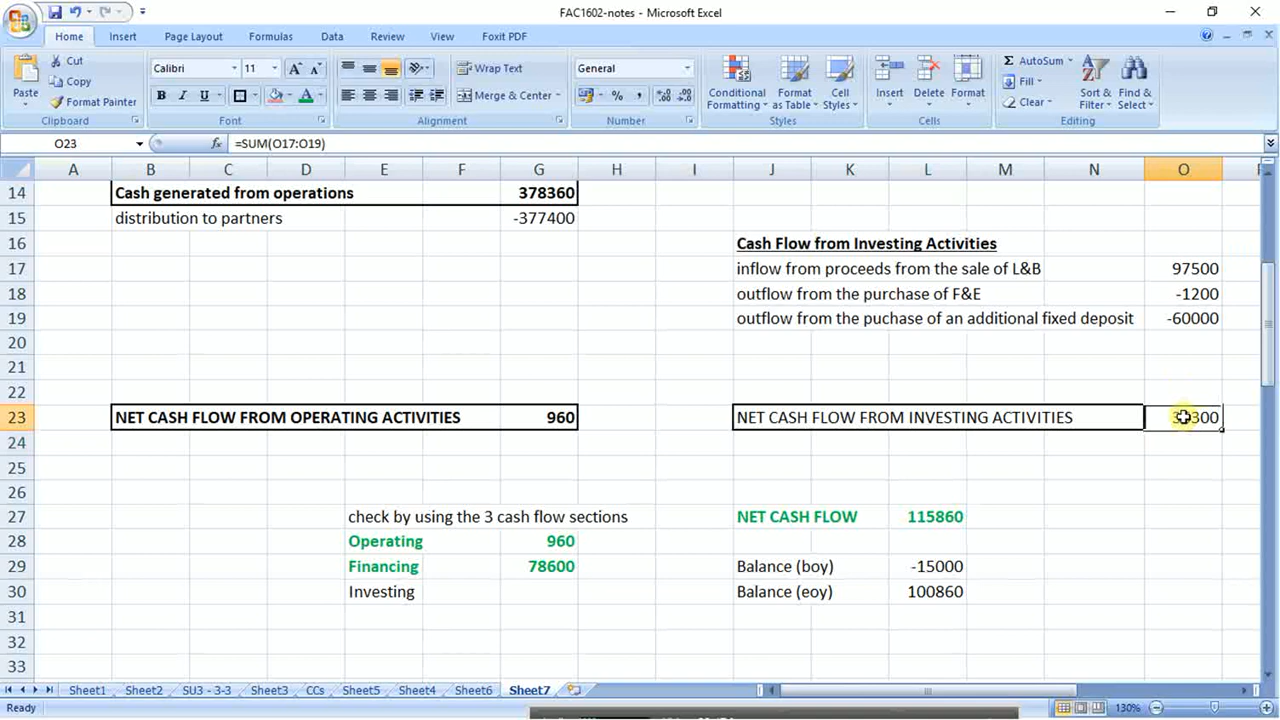 FAC1602-notes - Microsoft Excel
Home Insert Page Layout Formulas Data Review View Foxit PDF
Paste Cut Copy Format Painter Clipboard
Calibri 11 B I U A Font
Wrap Text Merge & Center Alignment
General % , Number
Conditional Formatting Format as Table Cell Styles Styles
Insert Delete Format Cells
Σ AutoSum Fill Clear Sort & Filter Find & Select Editing
O23 fx =SUM(O17:O19)
A B C D E F G H I J K L M N O
14 Cash generated from operations 378360
15 distribution to partners -377400
16 Cash Flow from Investing Activities
17 inflow from proceeds from the sale of L&B 97500
18 outflow from the purchase of F&E -1200
19 outflow from the puchase of an additional fixed deposit -60000
20
21
22
23 NET CASH FLOW FROM OPERATING ACTIVITIES 960 NET CASH FLOW FROM INVESTING ACTIVITIES
24
25
26
27 check by using the 3 cash flow sections NET CASH FLOW 115860
28 Operating 960
29 Financing 78600 Balance (boy) -15000
30 Investing Balance (eoy) 100860
31
32
33
Sheet1 Sheet2 SU3 - 3-3 Sheet3 CCs Sheet5 Sheet4 Sheet6 Sheet7
Ready 130%